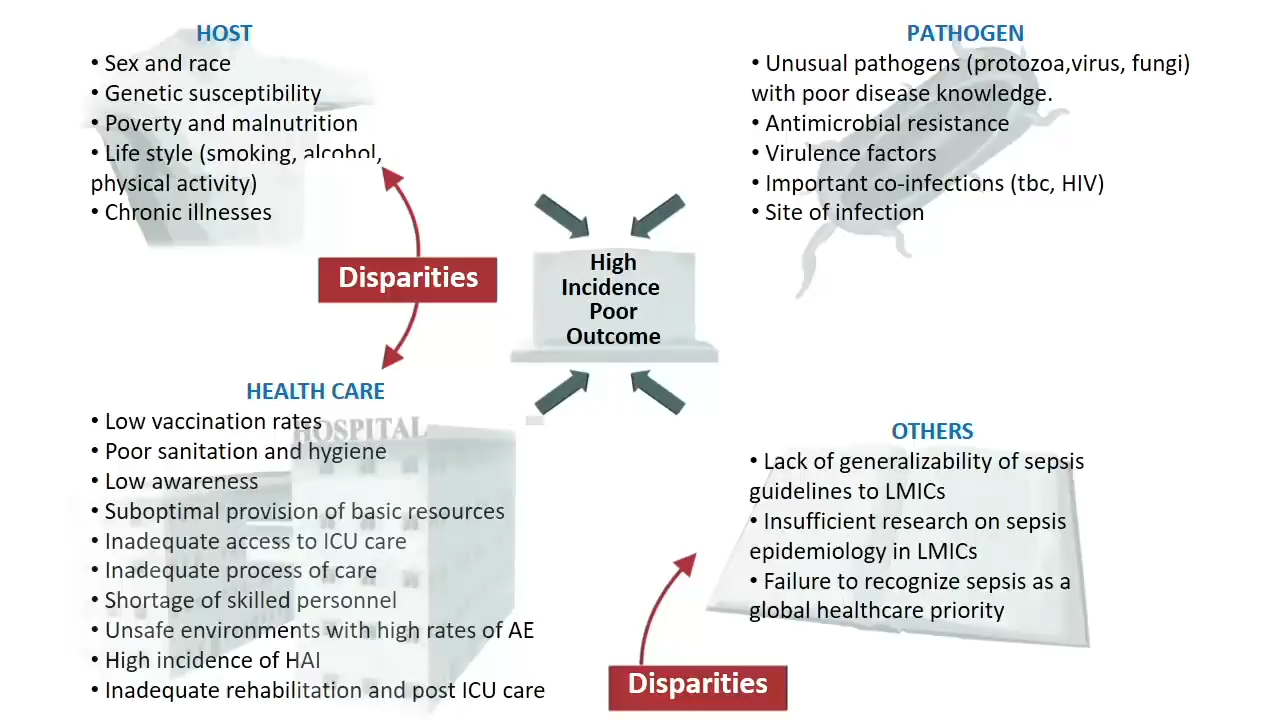 HOST
• Sex and race
• Genetic susceptibility
• Poverty and malnutrition
• Life style (smoking, alcohol,
physical activity)
• Chronic illnesses
PATHOGEN
• Unusual pathogens (protozoa,virus, fungi)
with poor disease knowledge.
• Antimicrobial resistance
• Virulence factors
• Important co-infections (tbc, HIV)
• Site of infection
Disparities
High
Incidence
Poor
Outcome
HEALTH CARE
• Low vaccination rates
HOSPITAL
• Poor sanitation and hygiene
• Low awareness
• Suboptimal provision of basic resources
• Inadequate access to ICU care
• Inadequate process of care
• Shortage of skilled personnel
• Unsafe environments with high rates of AE
• High incidence of HAI
• Inadequate rehabilitation and post ICU care
OTHERS
• Lack of generalizability of sepsis
guidelines to LMICs
• Insufficient research on sepsis
epidemiology in LMICs
• Failure to recognize sepsis as a
global healthcare priority
Disparities